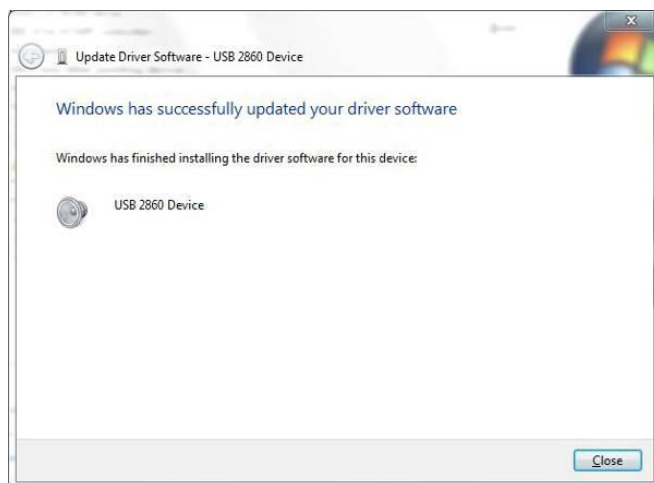 Update Driver Software - USB 2860 Device
Windows has successfully updated your driver software
Windows has finished installing the driver software for this device:
USB 2860 Device
Close